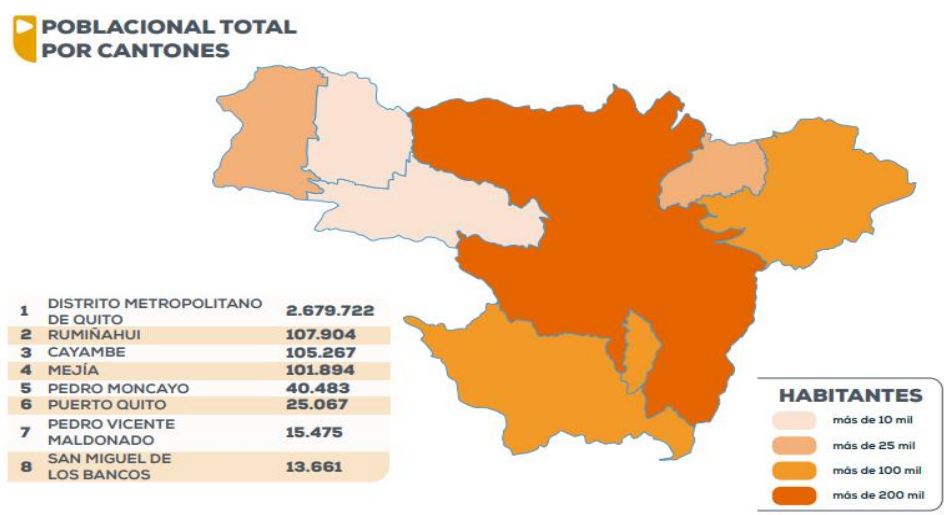 POBLACIONAL TOTAL
POR CANTONES
1 DISTRITO METROPOLITANO DE QUITO 2.679.722
2 RUMIÑAHUI 107.904
3 CAYAMBE 105.267
4 MEJÍA 101.894
5 PEDRO MONCAYO 40.483
6 PUERTO QUITO 25.067
7 PEDRO VICENTE MALDONADO 15.475
8 SAN MIGUEL DE LOS BANCOS 13.661
HABITANTES
más de 10 mil
más de 25 mil
más de 100 mil
más de 200 mil